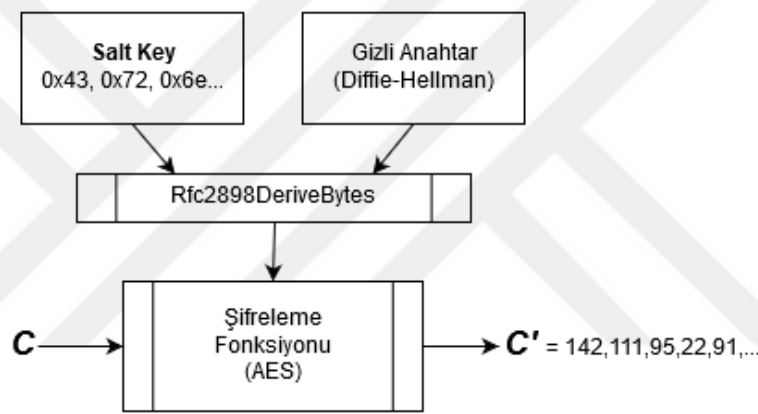 Salt Key
0x43, 0x72, 0x6e...
Gizli Anahtar
(Diffie-Hellman)
Rfc2898DeriveBytes
Şifreleme
Fonksiyonu
(AES)
C
C' = 142,111,95,22,91,...